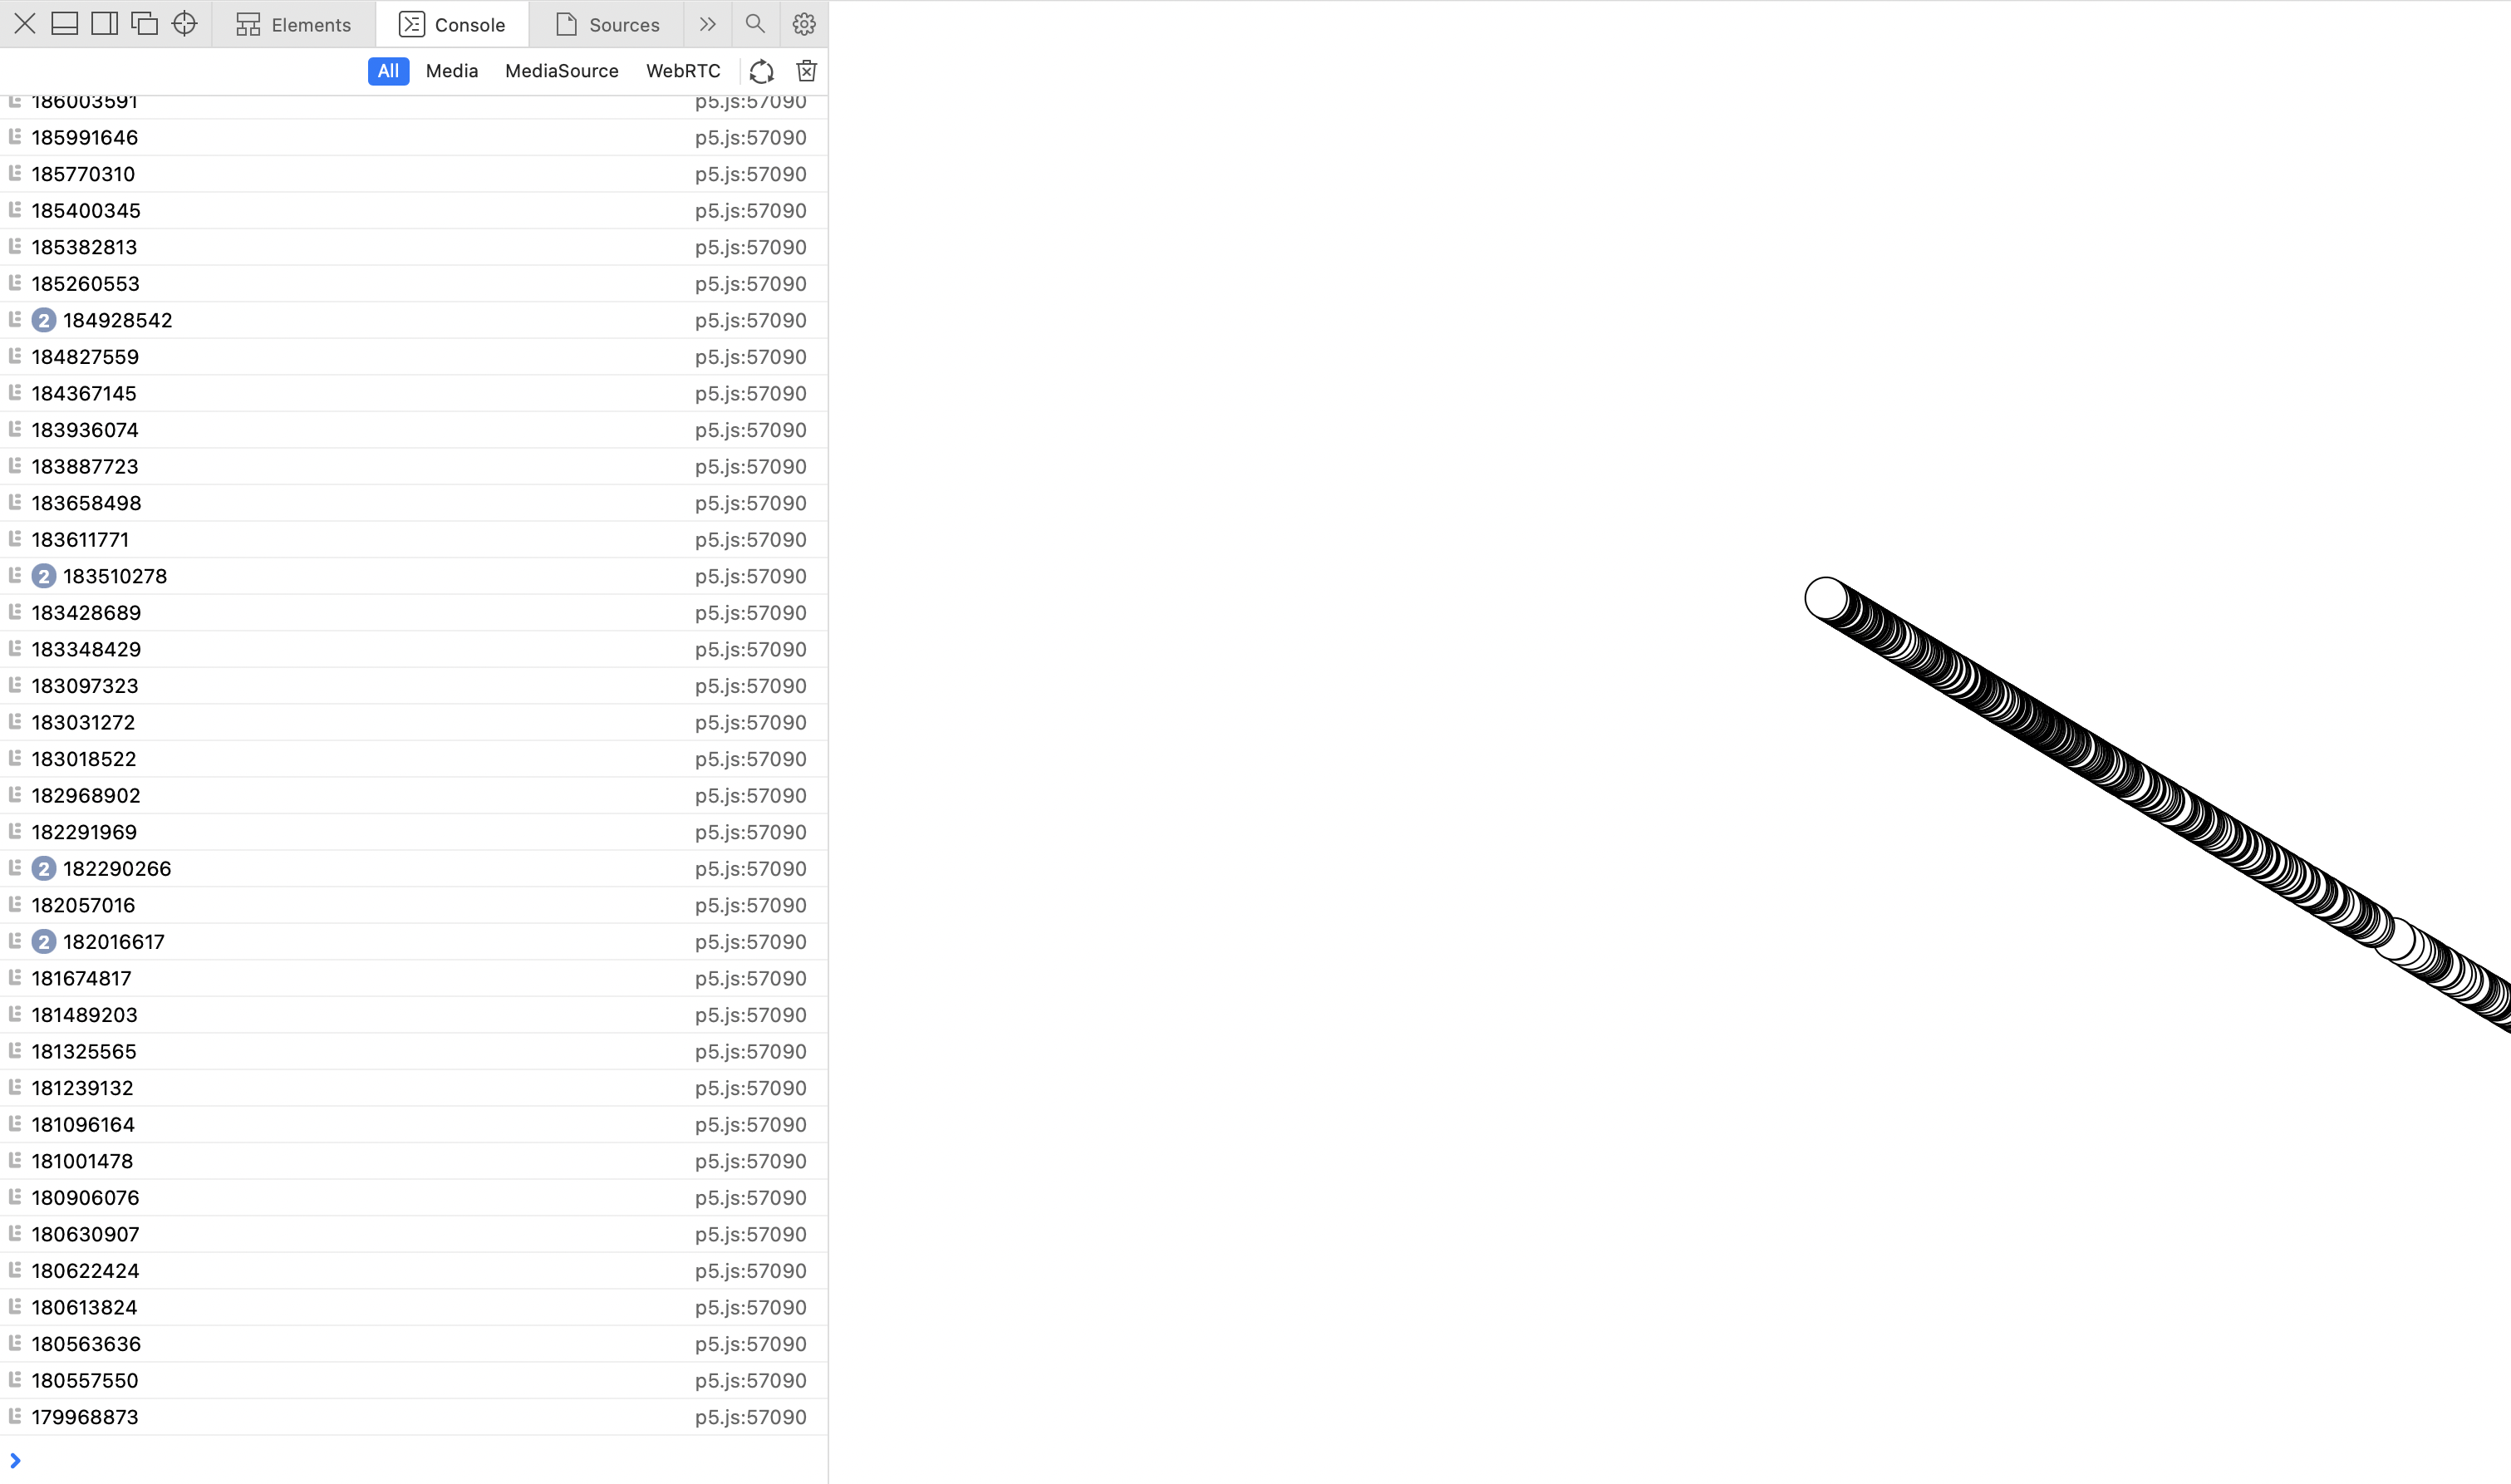 Elements Console Sources
All Media MediaSource WebRTC
186003591 p5.js:57090
185991646 p5.js:57090
185770310 p5.js:57090
185400345 p5.js:57090
185382813 p5.js:57090
185260553 p5.js:57090
2 184928542 p5.js:57090
184827559 p5.js:57090
184367145 p5.js:57090
183936074 p5.js:57090
183887723 p5.js:57090
183658498 p5.js:57090
183611771 p5.js:57090
2 183510278 p5.js:57090
183428689 p5.js:57090
183348429 p5.js:57090
183097323 p5.js:57090
183031272 p5.js:57090
183018522 p5.js:57090
182968902 p5.js:57090
182291969 p5.js:57090
2 182290266 p5.js:57090
182057016 p5.js:57090
2 182016617 p5.js:57090
181674817 p5.js:57090
181489203 p5.js:57090
181325565 p5.js:57090
181239132 p5.js:57090
181096164 p5.js:57090
181001478 p5.js:57090
180906076 p5.js:57090
180630907 p5.js:57090
180622424 p5.js:57090
180613824 p5.js:57090
180563636 p5.js:57090
180557550 p5.js:57090
179968873 p5.js:57090